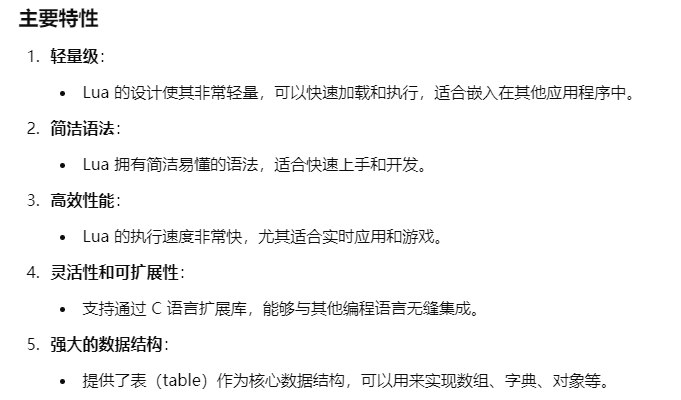 主要特性
1. 轻量级：
• Lua 的设计使其非常轻量，可以快速加载和执行，适合嵌入在其他应用程序中。
2. 简洁语法：
• Lua 拥有简洁易懂的语法，适合快速上手和开发。
3. 高效性能：
• Lua 的执行速度非常快，尤其适合实时应用和游戏。
4. 灵活性和可扩展性：
• 支持通过 C 语言扩展库，能够与其他编程语言无缝集成。
5. 强大的数据结构：
• 提供了表（table）作为核心数据结构，可以用来实现数组、字典、对象等。